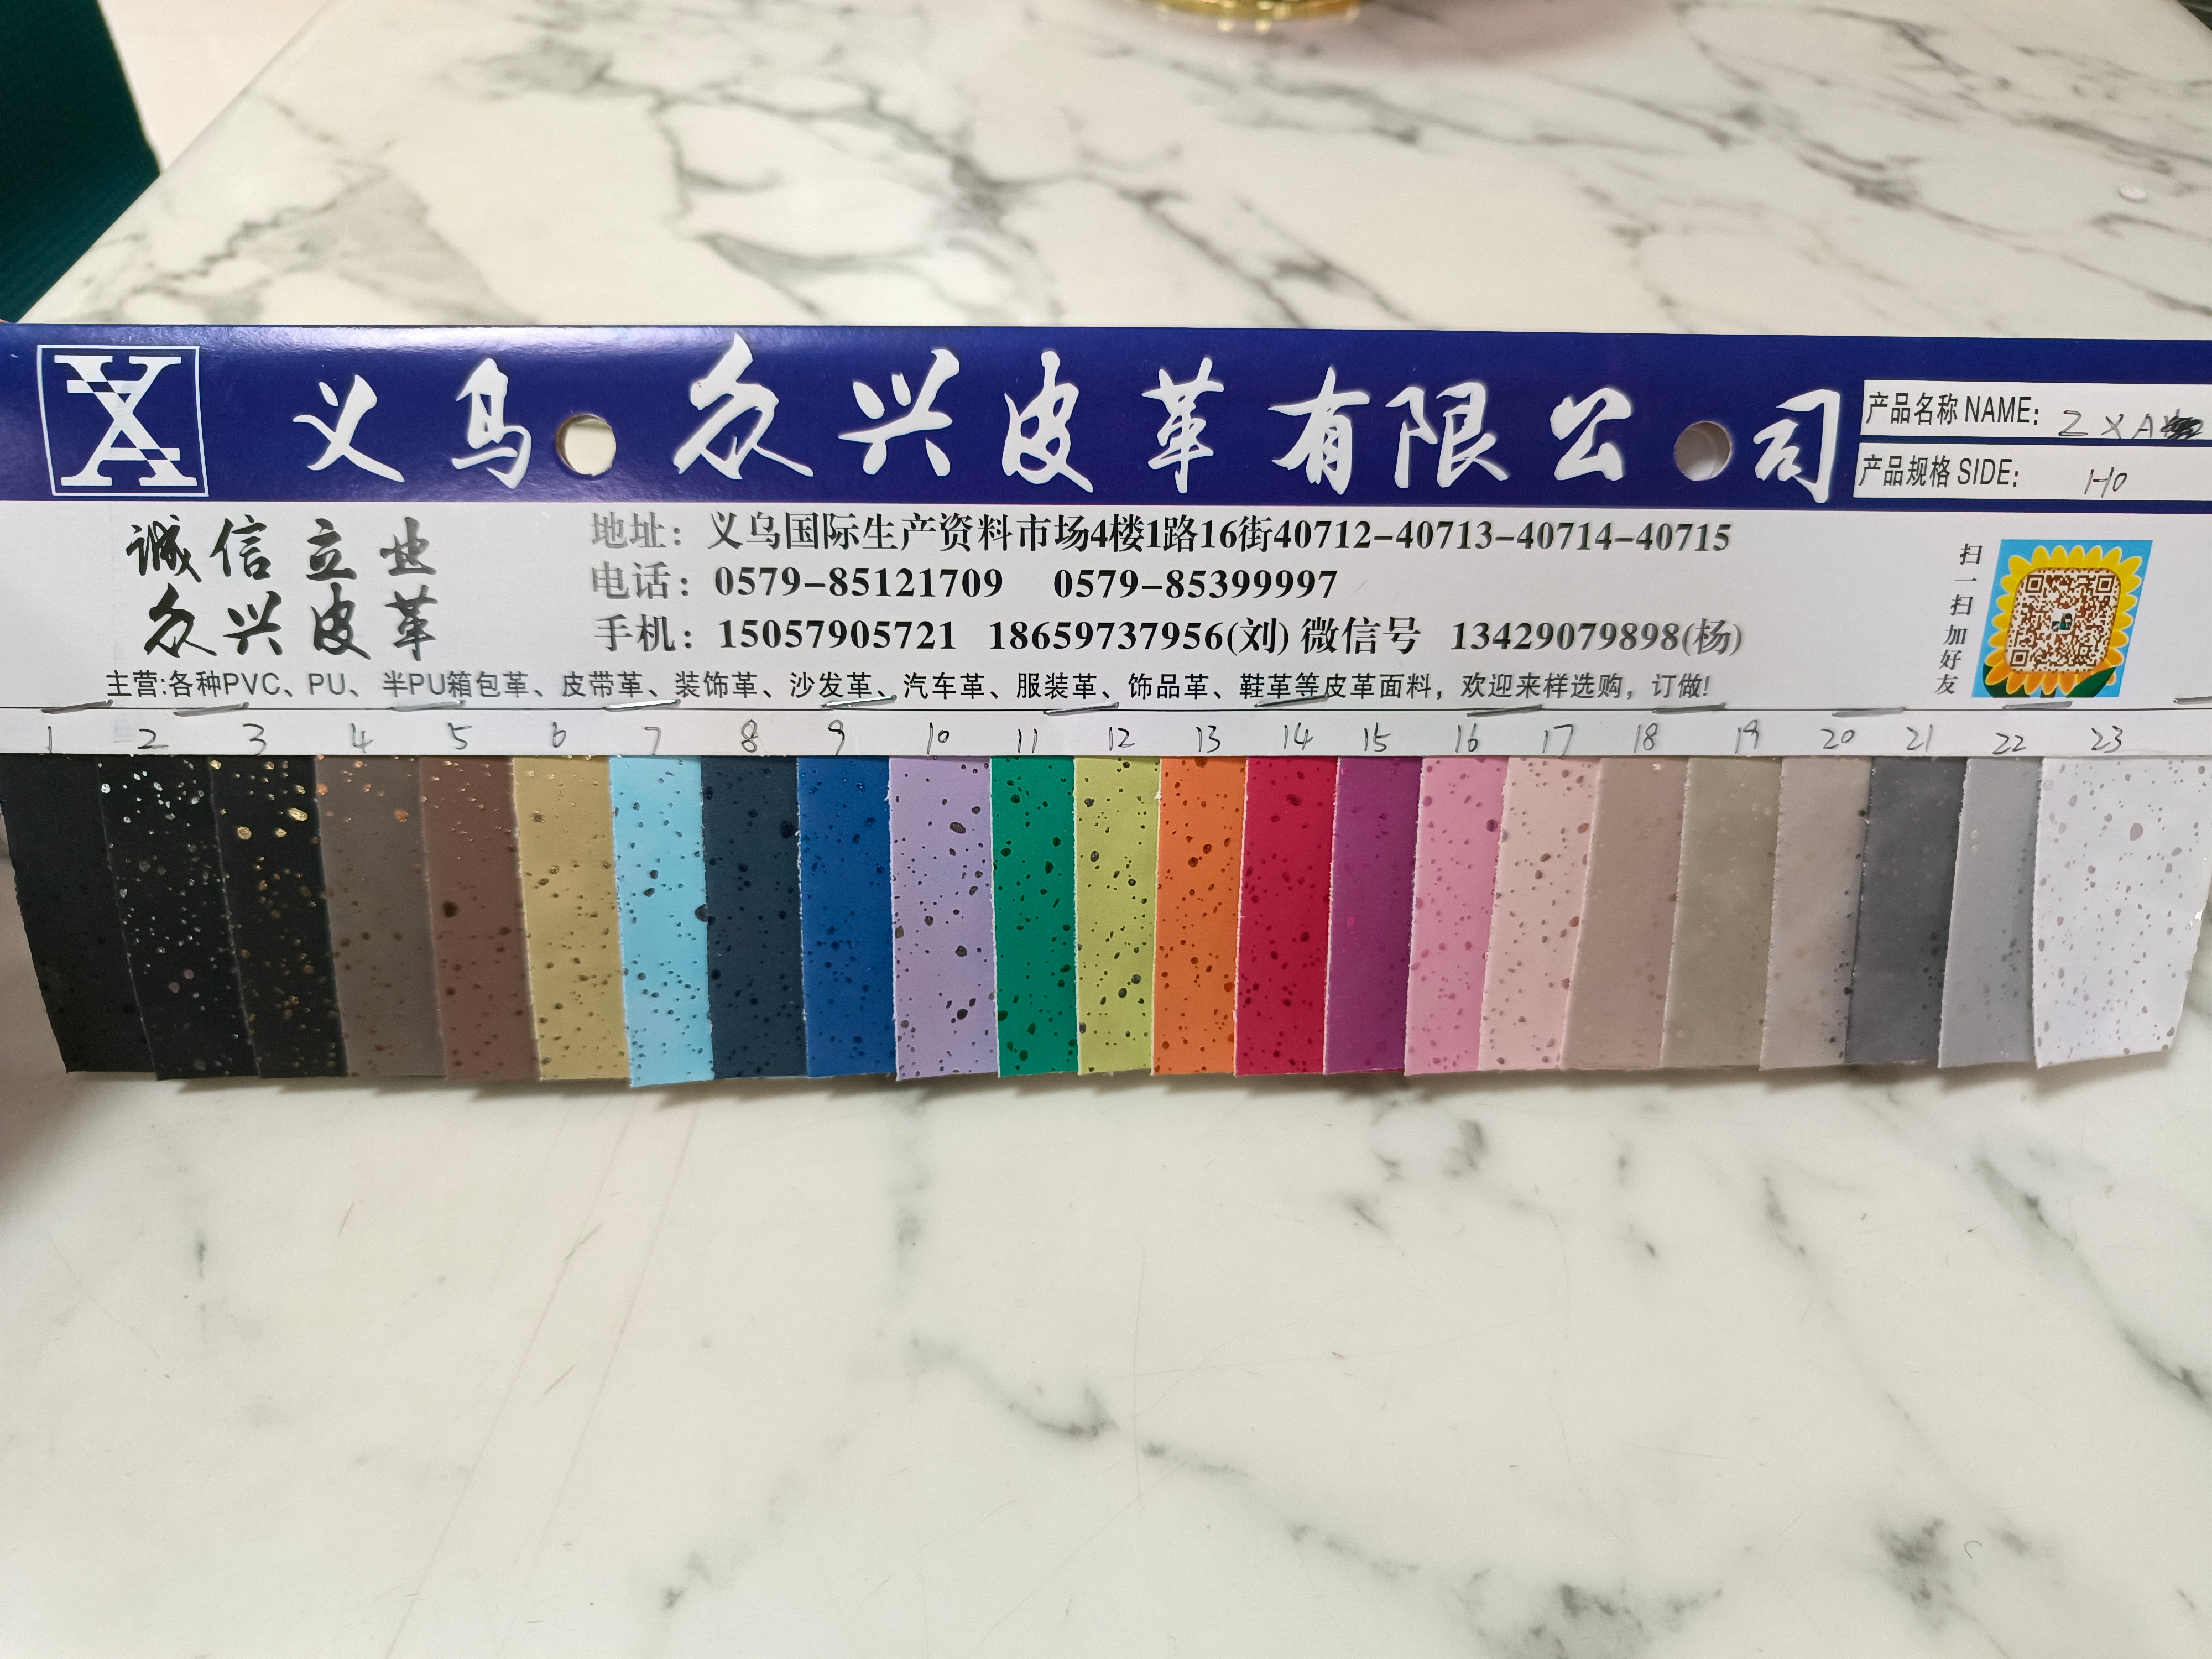 义乌众兴皮革有限公司
产品名称 NAME: ZXA
产品规格 SIDE: H0
诚信立业
众兴皮革
地址：义乌国际生产资料市场4楼1路16街40712-40713-40714-40715
电话：0579-85121709 0579-85399997
手机：15057905721 18659737956(刘) 微信号 13429079898(杨)
主营:各种PVC、PU、半PU箱包革、皮带革、装饰革、沙发革、汽车革、服装革、饰品革、鞋革等皮革面料，欢迎来样选购，订做!
扫一扫加好友
1 2 3 4 5 6 7 8 9 10 11 12 13 14 15 16 17 18 19 20 21 22 23